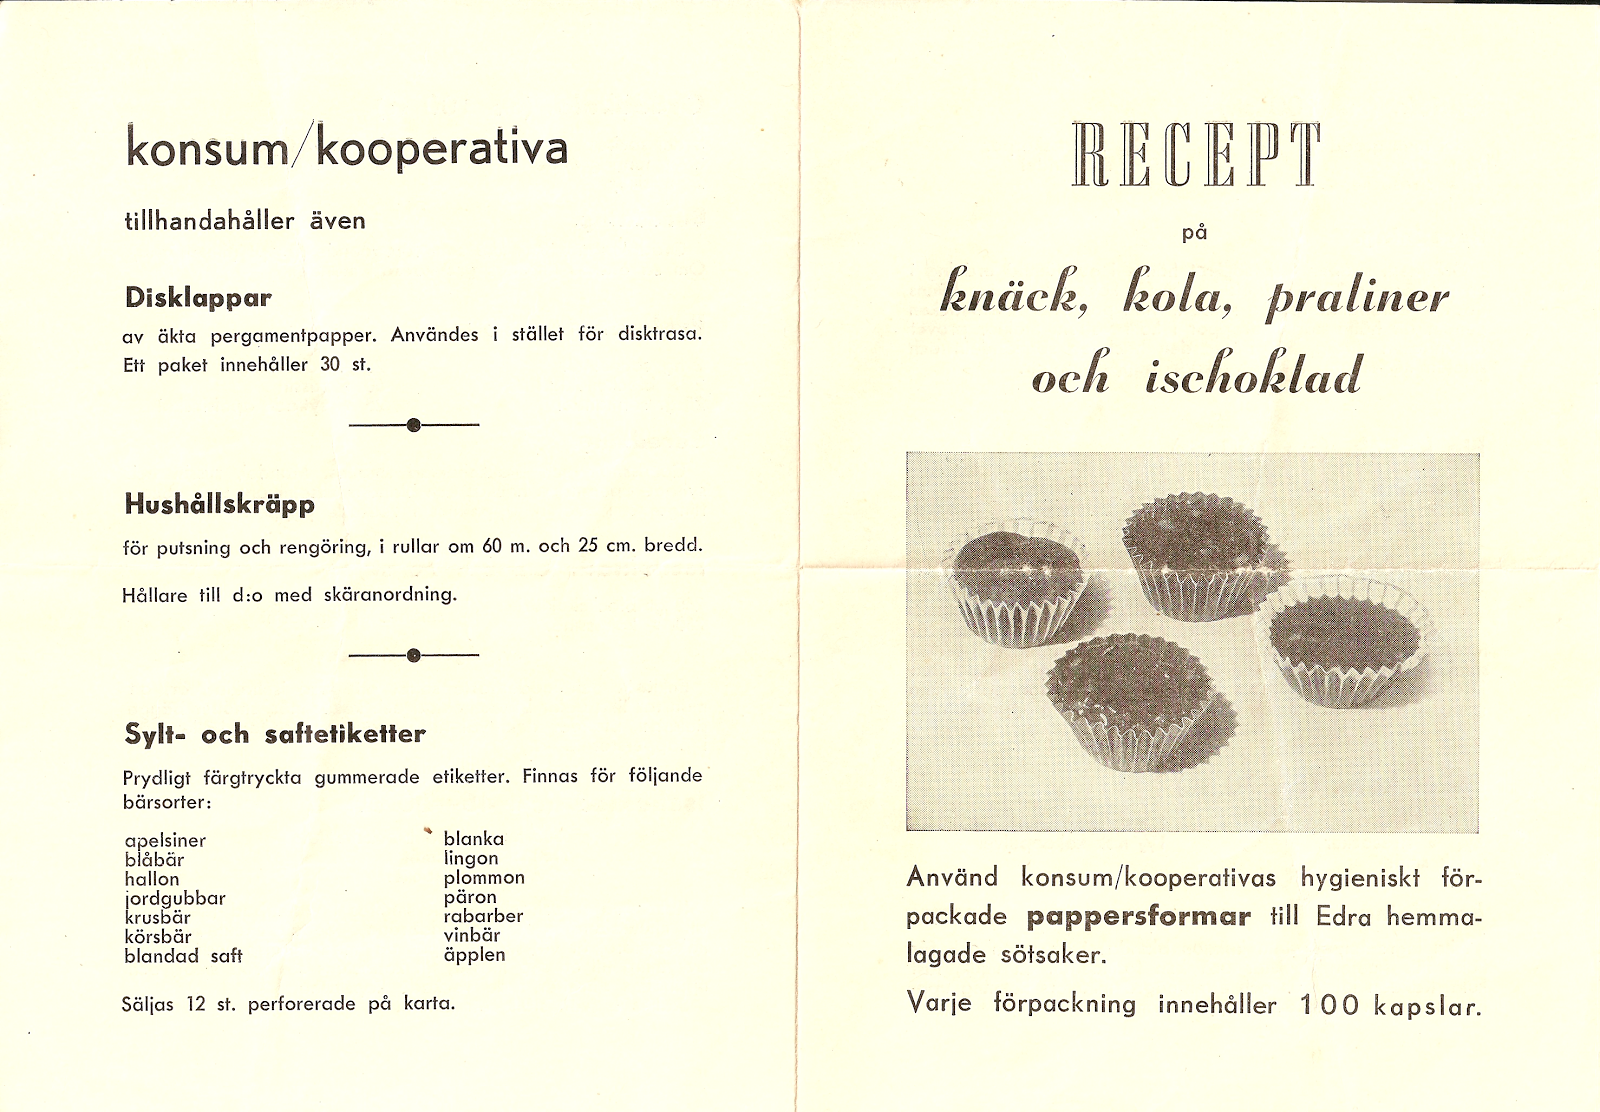 konsum/kooperativa
tillhandahåller även
Disklappar
av äkta pergamentpapper. Användes i stället för disktrasa.
Ett paket innehåller 30 st.
Hushållskräpp
för putsning och rengöring, i rullar om 60 m. och 25 cm. bredd.
Hållare till d:o med skäranordning.
Sylt- och saftetiketter
Prydligt färgtryckta gummerade etiketter. Finnas för följande
bärsorter:
apelsiner
blåbär
hallon
jordgubbar
krusbär
körsbär
blandad saft
blanka
lingon
plommon
päron
rabarber
vinbär
äpplen
Säljas 12 st. perforerade på karta.
RECEPT
på
knäck, kola, praliner
och ischoklad
Använd konsum/kooperativas hygieniskt för-
packade pappersformar till Edra hemma-
lagade sötsaker.
Varje förpackning innehåller 100 kapslar.